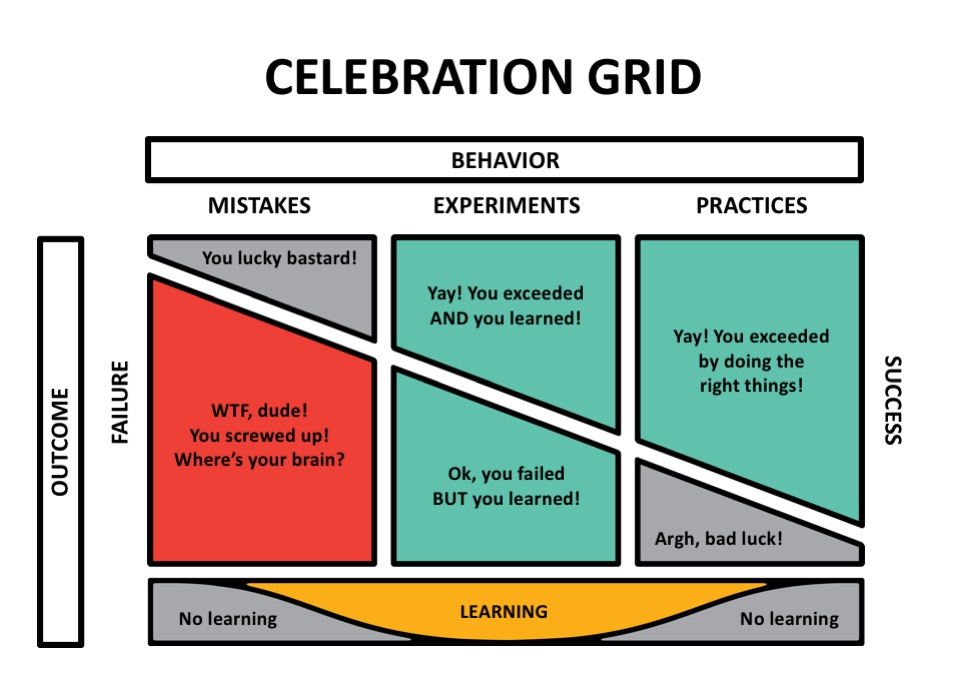 CELEBRATION GRID
BEHAVIOR
MISTAKES
EXPERIMENTS
PRACTICES
OUTCOME
FAILURE
SUCCESS
You lucky bastard!
WTF, dude!
You screwed up!
Where's your brain?
Yay! You exceeded
AND you learned!
Ok, you failed
BUT you learned!
Yay! You exceeded
by doing the
right things!
Argh, bad luck!
No learning
LEARNING
No learning